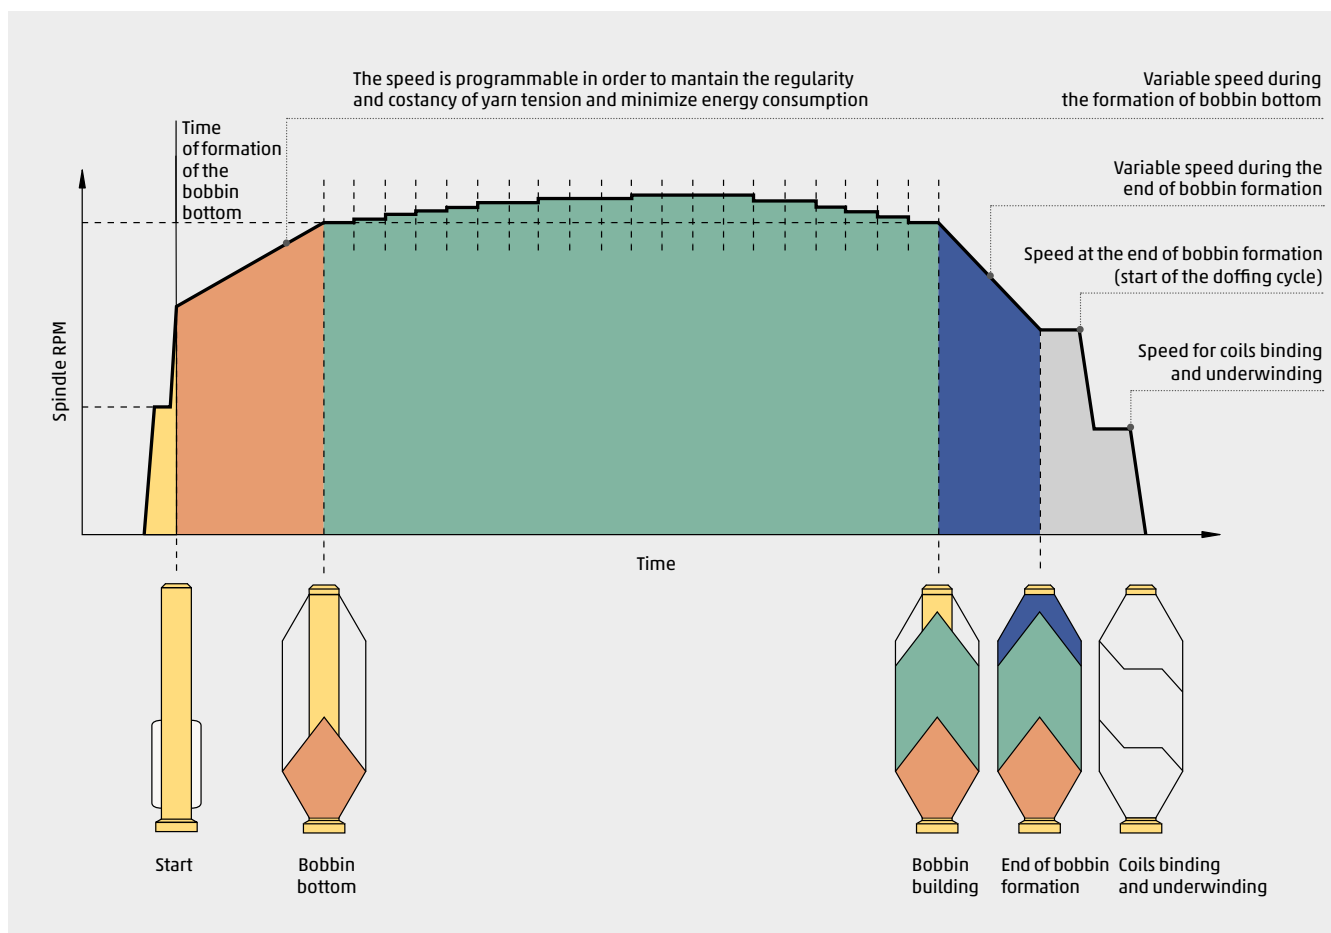 The speed is programmable in order to mantain the regularity
and costancy of yarn tension and minimize energy consumption
Variable speed during
the formation of bobbin bottom
Time
of formation
of the
bobbin
bottom
Variable speed during the
end of bobbin formation
Speed at the end of bobbin formation
(start of the doffing cycle)
Speed for coils binding
and underwinding
Spindle RPM
Time
Start
Bobbin
bottom
Bobbin
building
End of bobbin
formation
Coils binding
and underwinding